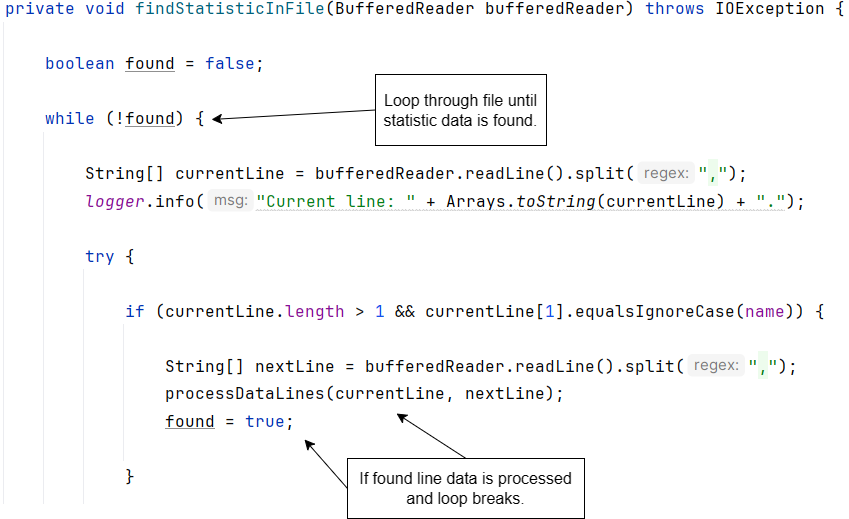 private void findStatisticInFile(BufferedReader bufferedReader) throws IOException {
boolean found = false;
Loop through file until
statistic data is found.
while (!found) {
String[] currentLine = bufferedReader.readLine().split( regex: ",");
logger.info( msg: "Current line: " + Arrays.toString(currentLine) + ".");
try {
if (currentLine.length > 1 && currentLine[1].equalsIgnoreCase(name)) {
String[] nextLine = bufferedReader.readLine().split( regex: ",");
processDataLines(currentLine, nextLine);
found = true;
If found line data is processed
and loop breaks.
}